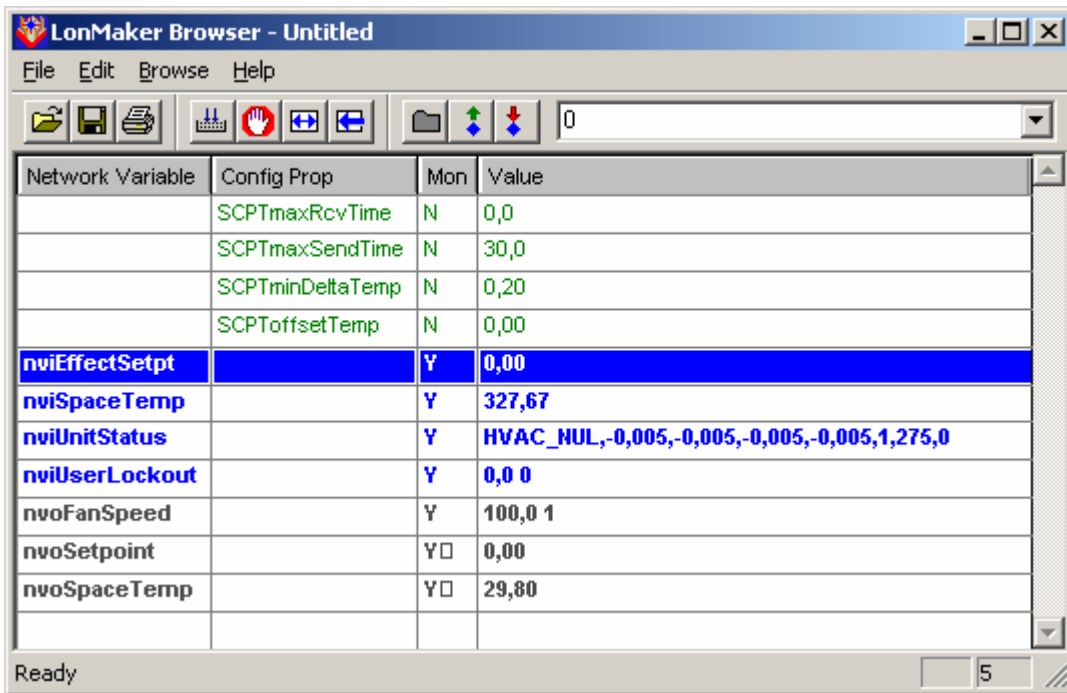 LonMaker Browser - Untitled
File Edit Browse Help
0
Network Variable Config Prop Mon Value
SCPTmaxRcvTime N 0,0
SCPTmaxSendTime N 30,0
SCPTminDeltaTemp N 0,20
SCPToffsetTemp N 0,00
nviEffectSetpt Y 0,00
nviSpaceTemp Y 327,67
nviUnitStatus Y HVAC_NUL,-0,005,-0,005,-0,005,-0,005,1,275,0
nviUserLockout Y 0,0 0
nvoFanSpeed Y 100,0 1
nvoSetpoint Y 0,00
nvoSpaceTemp Y 29,80
Ready 5